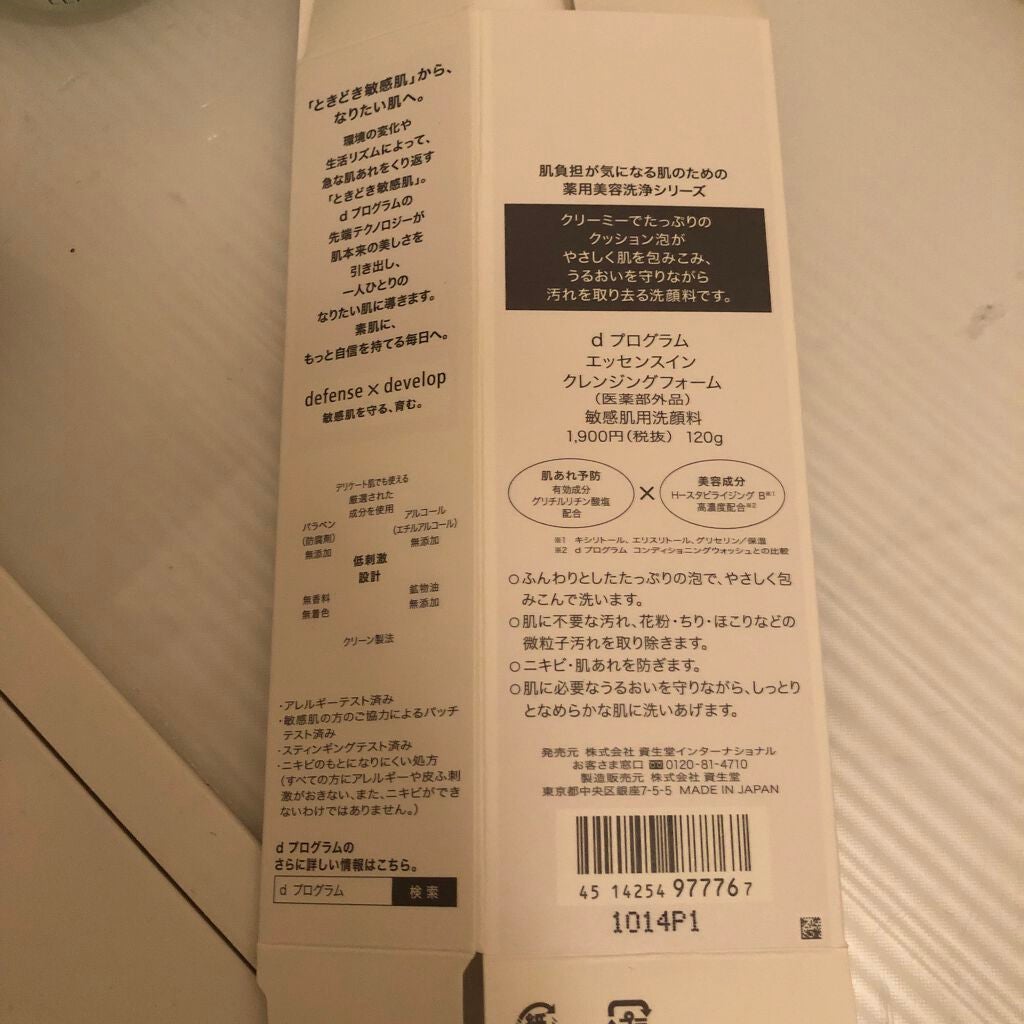 「ときどき敏感肌」から、
なりたい肌へ。
環境の変化や
生活リズムによって、
急な肌あれをくり返す
「ときどき敏感肌」。
d プログラムの
先端テクノロジーが
肌本来の美しさを
引き出し、
一人ひとりの
なりたい肌に導きます。
素肌に、
もっと自信を持てる毎日へ。
defense×develop
敏感肌を守る、育む。
デリケート肌でも使える
厳選された
成分を使用
パラベン
(防腐剤)
無添加
アルコール
(エチルアルコール)
無添加
低刺激
設計
無香料
無着色
鉱物油
無添加
クリーン製法
・アレルギーテスト済み
・敏感肌の方のご協力によるパッチ
テスト済み
・スティンギングテスト済み
・ニキビのもとになりにくい処方
(すべての方にアレルギーや皮ふ刺
激がおきない、また、ニキビができ
ないわけではありません。)
d プログラムの
さらに詳しい情報はこちら。
d プログラム 検索
肌負担が気になる肌のための
薬用美容洗浄シリーズ
クリーミーでたっぷりの
クッション泡が
やさしく肌を包みこみ、
うるおいを守りながら
汚れを取り去る洗顔料です。
d プログラム
エッセンスイン
クレンジングフォーム
(医薬部外品)
敏感肌用洗顔料
1,900円(税抜) 120g
肌あれ予防
有効成分
グリチルリチン酸塩
配合
×
美容成分
H-スタビライジング B※1
高濃度配合※2
※1 キシリトール、エリスリトール、グリセリン/保湿
※2 d プログラム コンディショニングウォッシュとの比較
○ふんわりとしたたっぷりの泡で、やさしく包
みこんで洗います。
○肌に不要な汚れ、花粉・ちり・ほこりなどの
微粒子汚れを取り除きます。
○ニキビ・肌あれを防ぎます。
○肌に必要なうるおいを守りながら、しっとり
となめらかな肌に洗いあげます。
発売元 株式会社 資生堂インターナショナル
お客さま窓口 0120-81-4710
製造販売元 株式会社 資生堂
東京都中央区銀座7-5-5 MADE IN JAPAN
45 14254 977767
1014P1
紙
プ